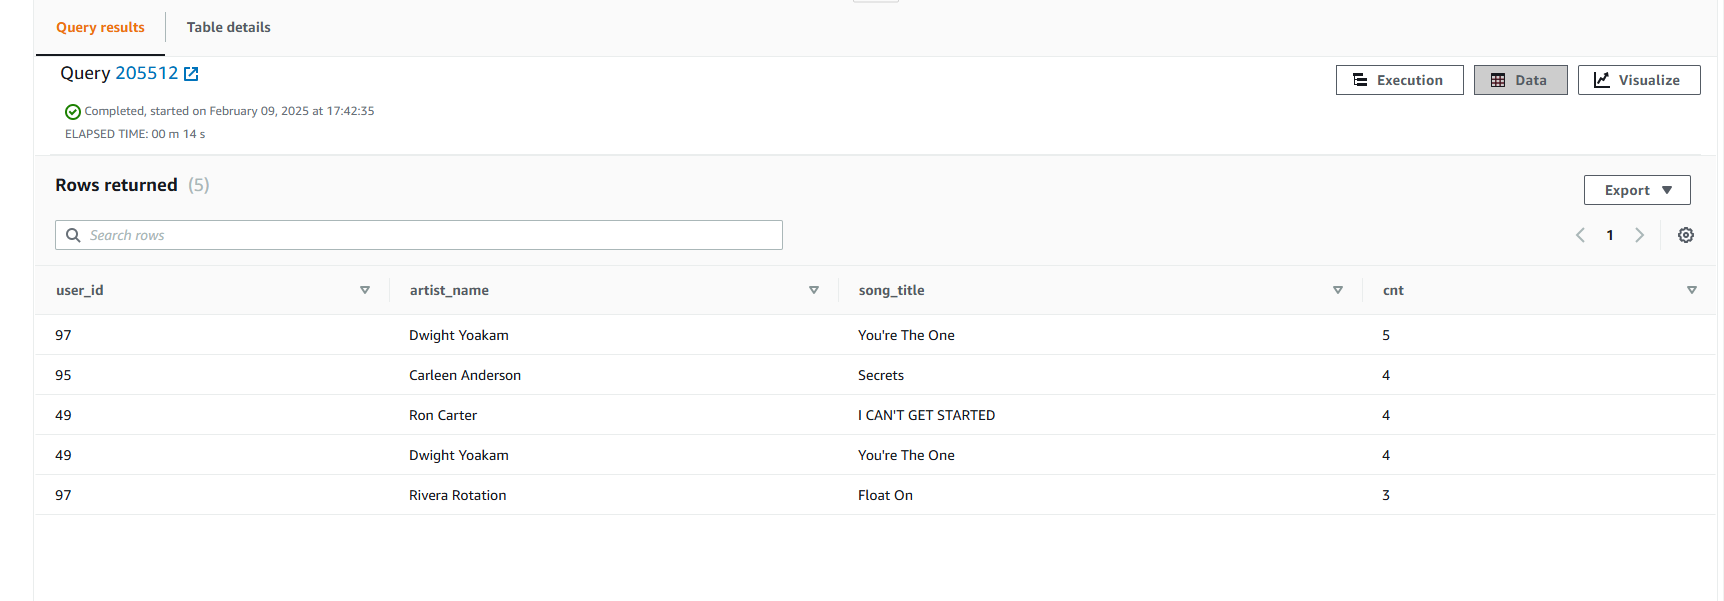 Query results Table details
Query 205512
Execution Data Visualize
Completed, started on February 09, 2025 at 17:42:35
ELAPSED TIME: 00 m 14 s
Rows returned (5)
Export
Search rows
1
user_id artist_name song_title cnt
97 Dwight Yoakam You're The One 5
95 Carleen Anderson Secrets 4
49 Ron Carter I CAN'T GET STARTED 4
49 Dwight Yoakam You're The One 4
97 Rivera Rotation Float On 3